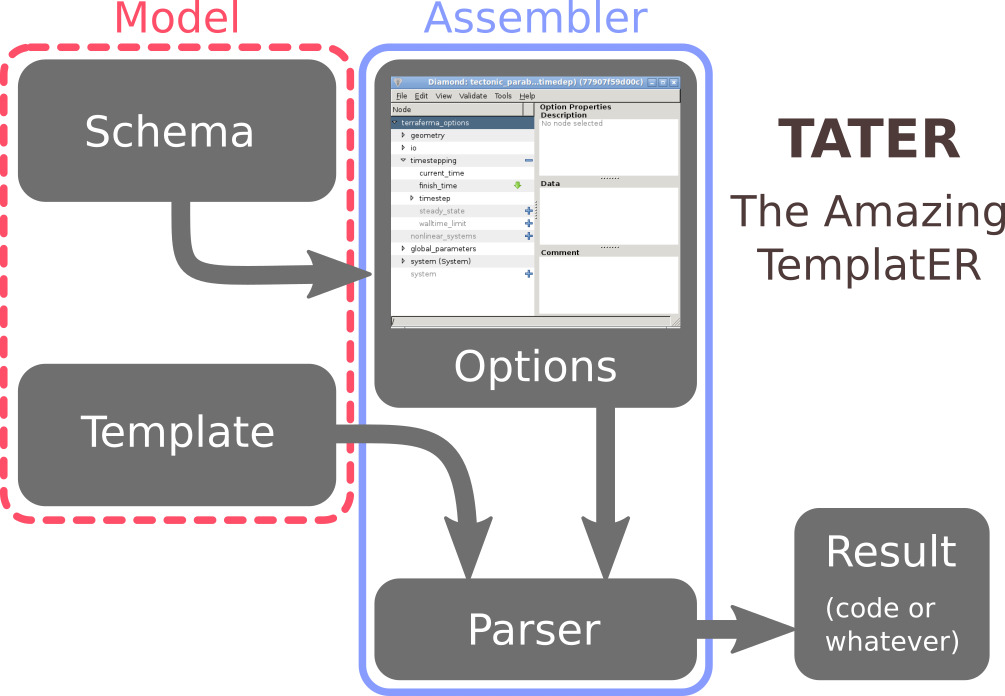 Model
Assembler
Schema
Template
Diamond: tectonic_parab...timedep) (77907f59d00c)
File Edit View Validate Tools Help
Node
terraferma_options
geometry
io
timestepping
current_time
finish_time
timestep
steady_state
walltime_limit
nonlinear_systems
global_parameters
system (System)
system
Option Properties
Description
No node selected
Data
Comment
/
Options
Parser
TATER
The Amazing
TemplatER
Result
(code or
whatever)